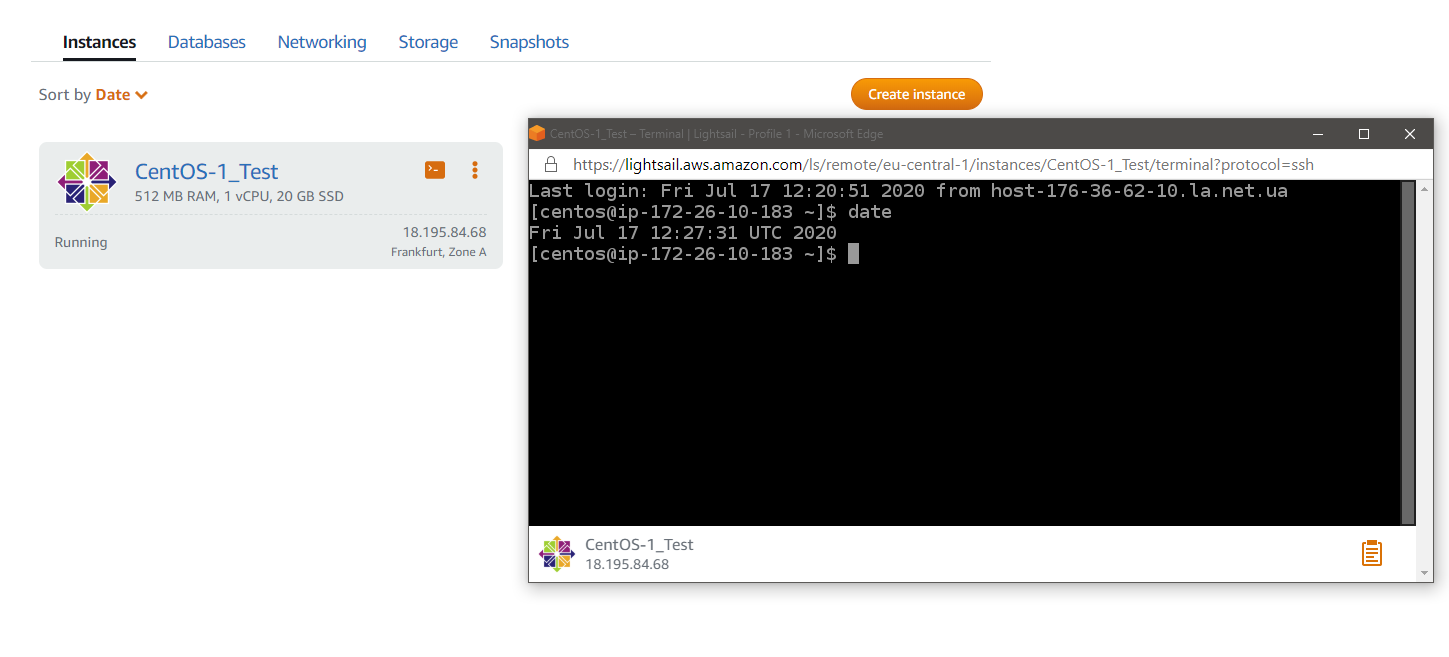 Instances Databases Networking Storage Snapshots
Sort by Date
Create instance
CentOS-1_Test
512 MB RAM, 1 vCPU, 20 GB SSD
Running
18.195.84.68
Frankfurt, Zone A
CentOS-1_Test – Terminal | Lightsail - Profile 1 - Microsoft Edge
https://lightsail.aws.amazon.com/ls/remote/eu-central-1/instances/CentOS-1_Test/terminal?protocol=ssh
Last login: Fri Jul 17 12:20:51 2020 from host-176-36-62-10.la.net.ua
[centos@ip-172-26-10-183 ~]$ date
Fri Jul 17 12:27:31 UTC 2020
[centos@ip-172-26-10-183 ~]$
CentOS-1_Test
18.195.84.68